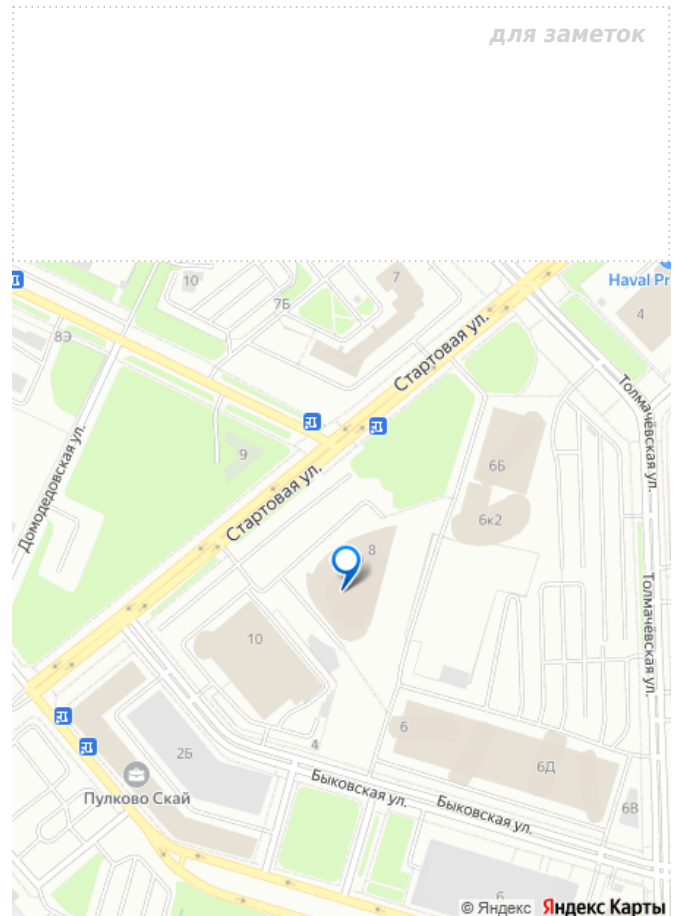 для заметок
10
7
Haval Pr
7Б
4
8Э
Стартовая ул.
Толмачёвская ул.
9
6Б
Домодедовская ул.
Стартовая ул.
6к2
8
Толмачёвская ул.
10
6
4
2Б
6Д
Пулково Скай
Быковская ул.
Быковская ул.
6В
6
© Яндекс Яндекс Карты